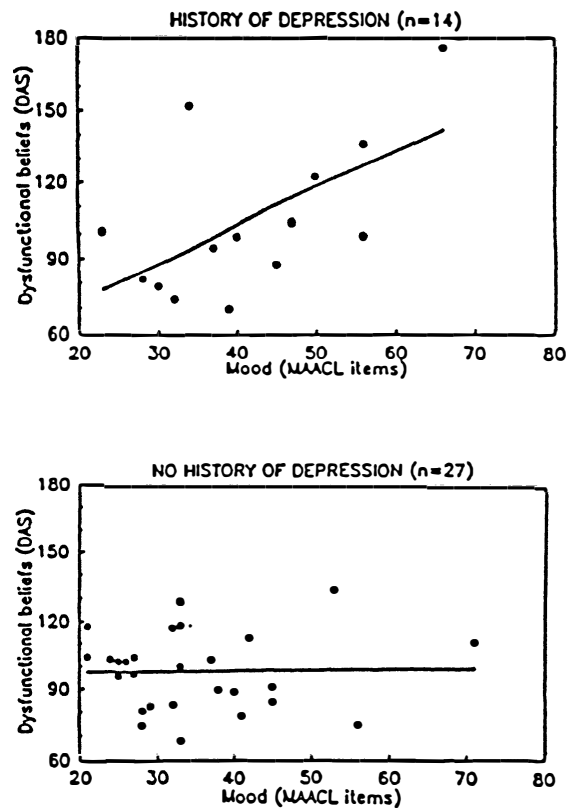 HISTORY OF DEPRESSION (n=14)
180
150
120
90
60
Dysfunctional beliefs (DAS)
20 30 40 50 60 70 80
Mood (MAACL items)
NO HISTORY OF DEPRESSION (n=27)
180
150
120
90
60
Dysfunctional beliefs (DAS)
20 30 40 50 60 70 80
Mood (MAACL items)